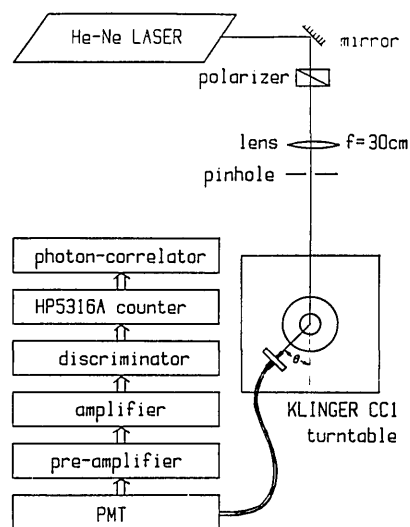 He-Ne LASER
mirror
polarizer
lens f=30cm
pinhole
photon-correlator
HP5316A counter
discriminator
amplifier
pre-amplifier
PMT
θ
KLINGER CC1
turntable